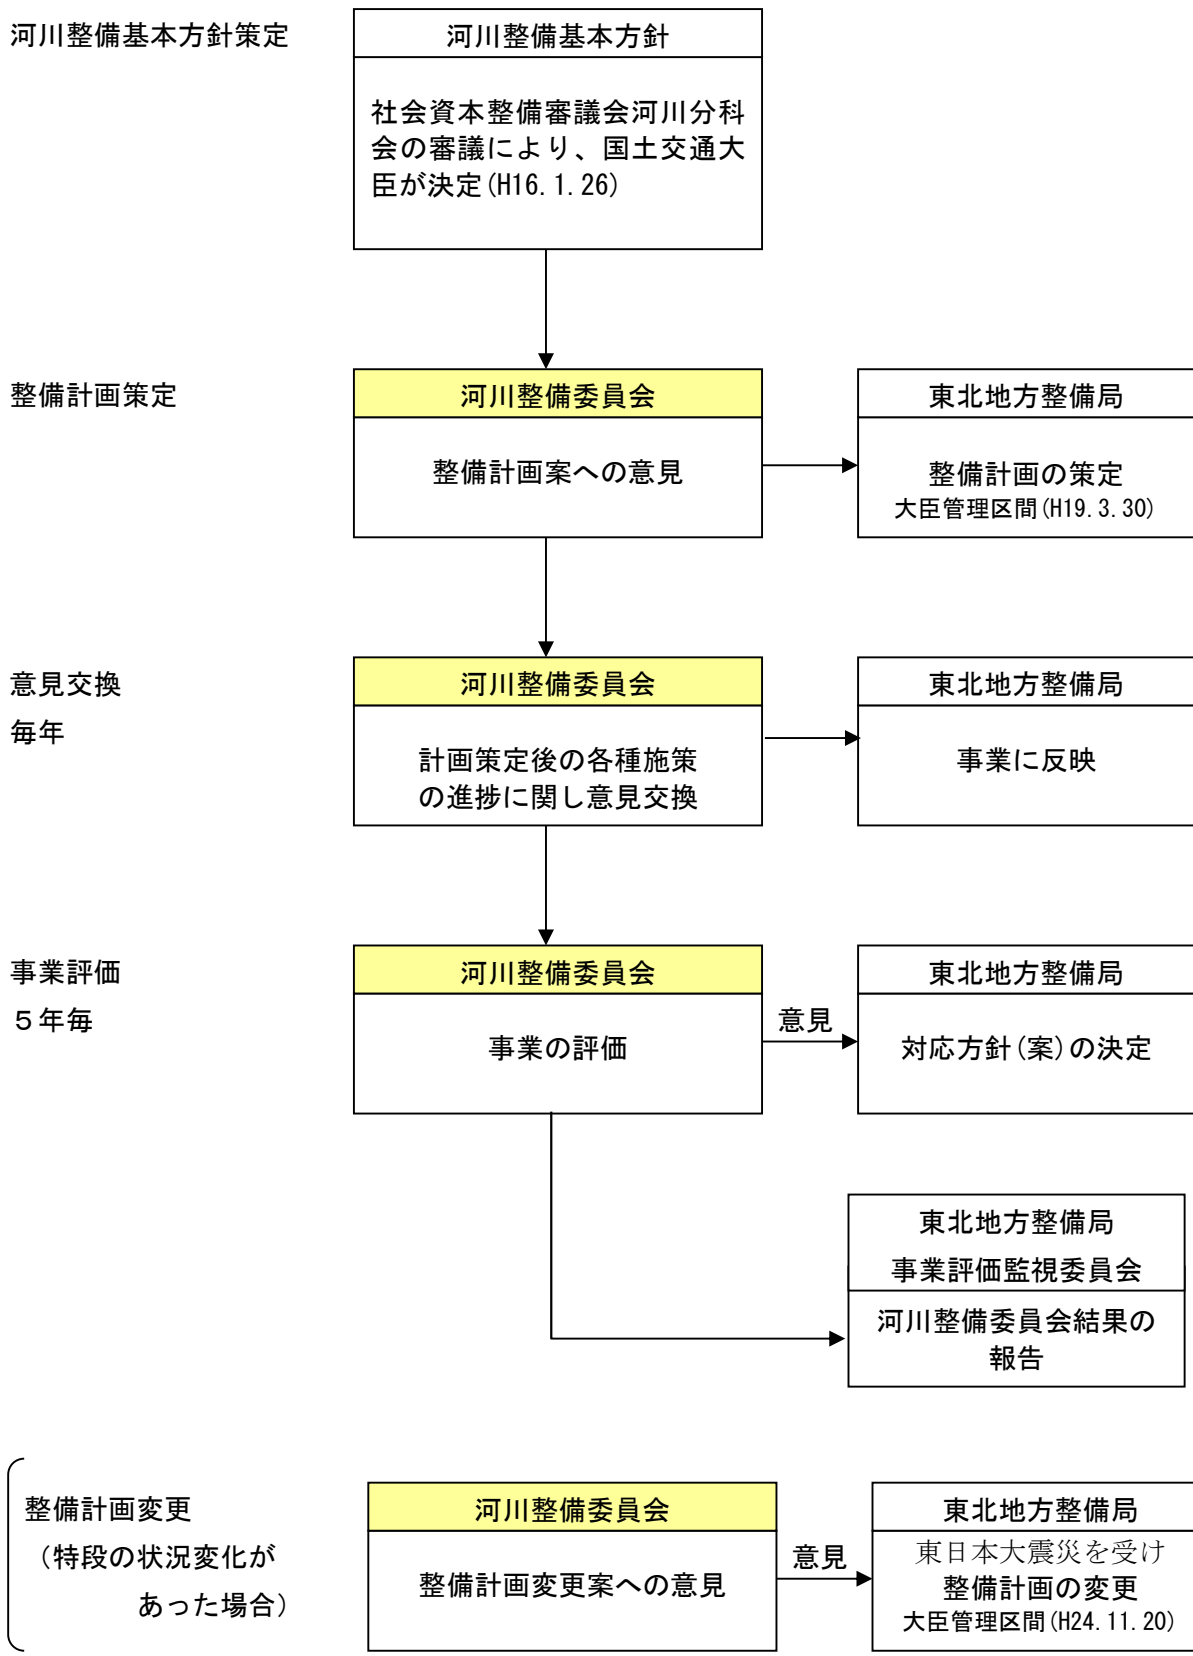 河川整備基本方針策定
河川整備基本方針
社会資本整備審議会河川分科
会の審議により、国土交通大
臣が決定(H16.1.26)
整備計画策定
河川整備委員会
整備計画案への意見
東北地方整備局
整備計画の策定
大臣管理区間(H19.3.30)
意見交換
毎年
河川整備委員会
計画策定後の各種施策
の進捗に関し意見交換
東北地方整備局
事業に反映
事業評価
５年毎
河川整備委員会
事業の評価
意見
東北地方整備局
対応方針(案)の決定
東北地方整備局
事業評価監視委員会
河川整備委員会結果の
報告
整備計画変更
（特段の状況変化が
あった場合）
河川整備委員会
整備計画変更案への意見
意見
東北地方整備局
東日本大震災を受け
整備計画の変更
大臣管理区間(H24.11.20)